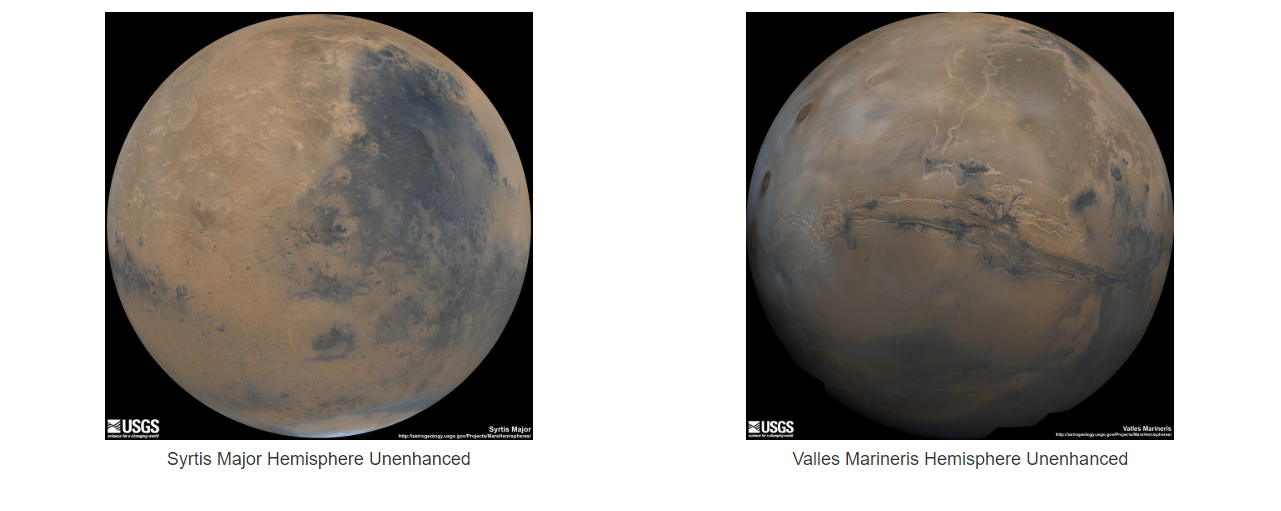 USGS
science for a changing world
Syrtis Major
http://astrogeology.usgs.gov/Projects/MarsHemispheres/
Syrtis Major Hemisphere Unenhanced
USGS
science for a changing world
Valles Marineris
http://astrogeology.usgs.gov/Projects/MarsHemispheres/
Valles Marineris Hemisphere Unenhanced